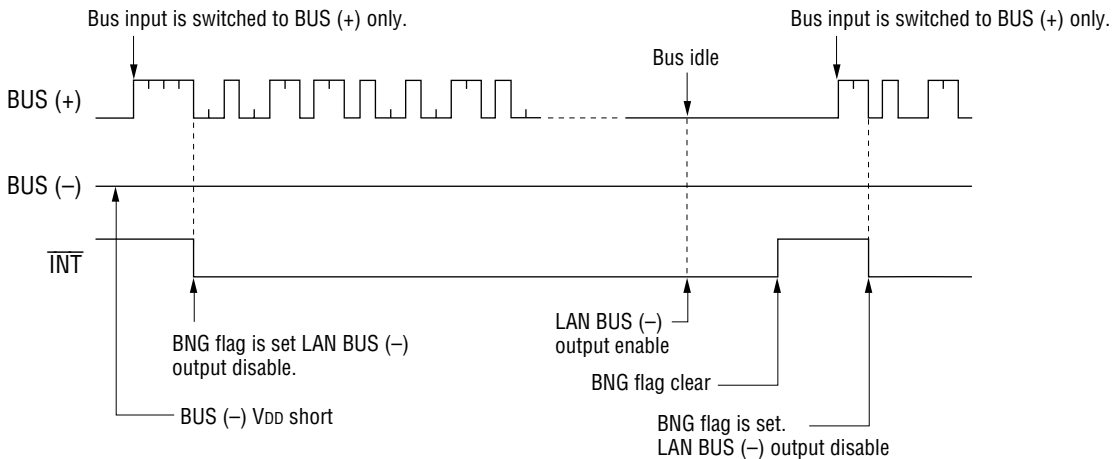 Bus input is switched to BUS (+) only.
Bus input is switched to BUS (+) only.
Bus idle
BUS (+)
BUS (–)
INT
BNG flag is set LAN BUS (–)
output disable.
LAN BUS (–)
output enable
BNG flag clear
BUS (–) VDD short
BNG flag is set.
LAN BUS (–) output disable